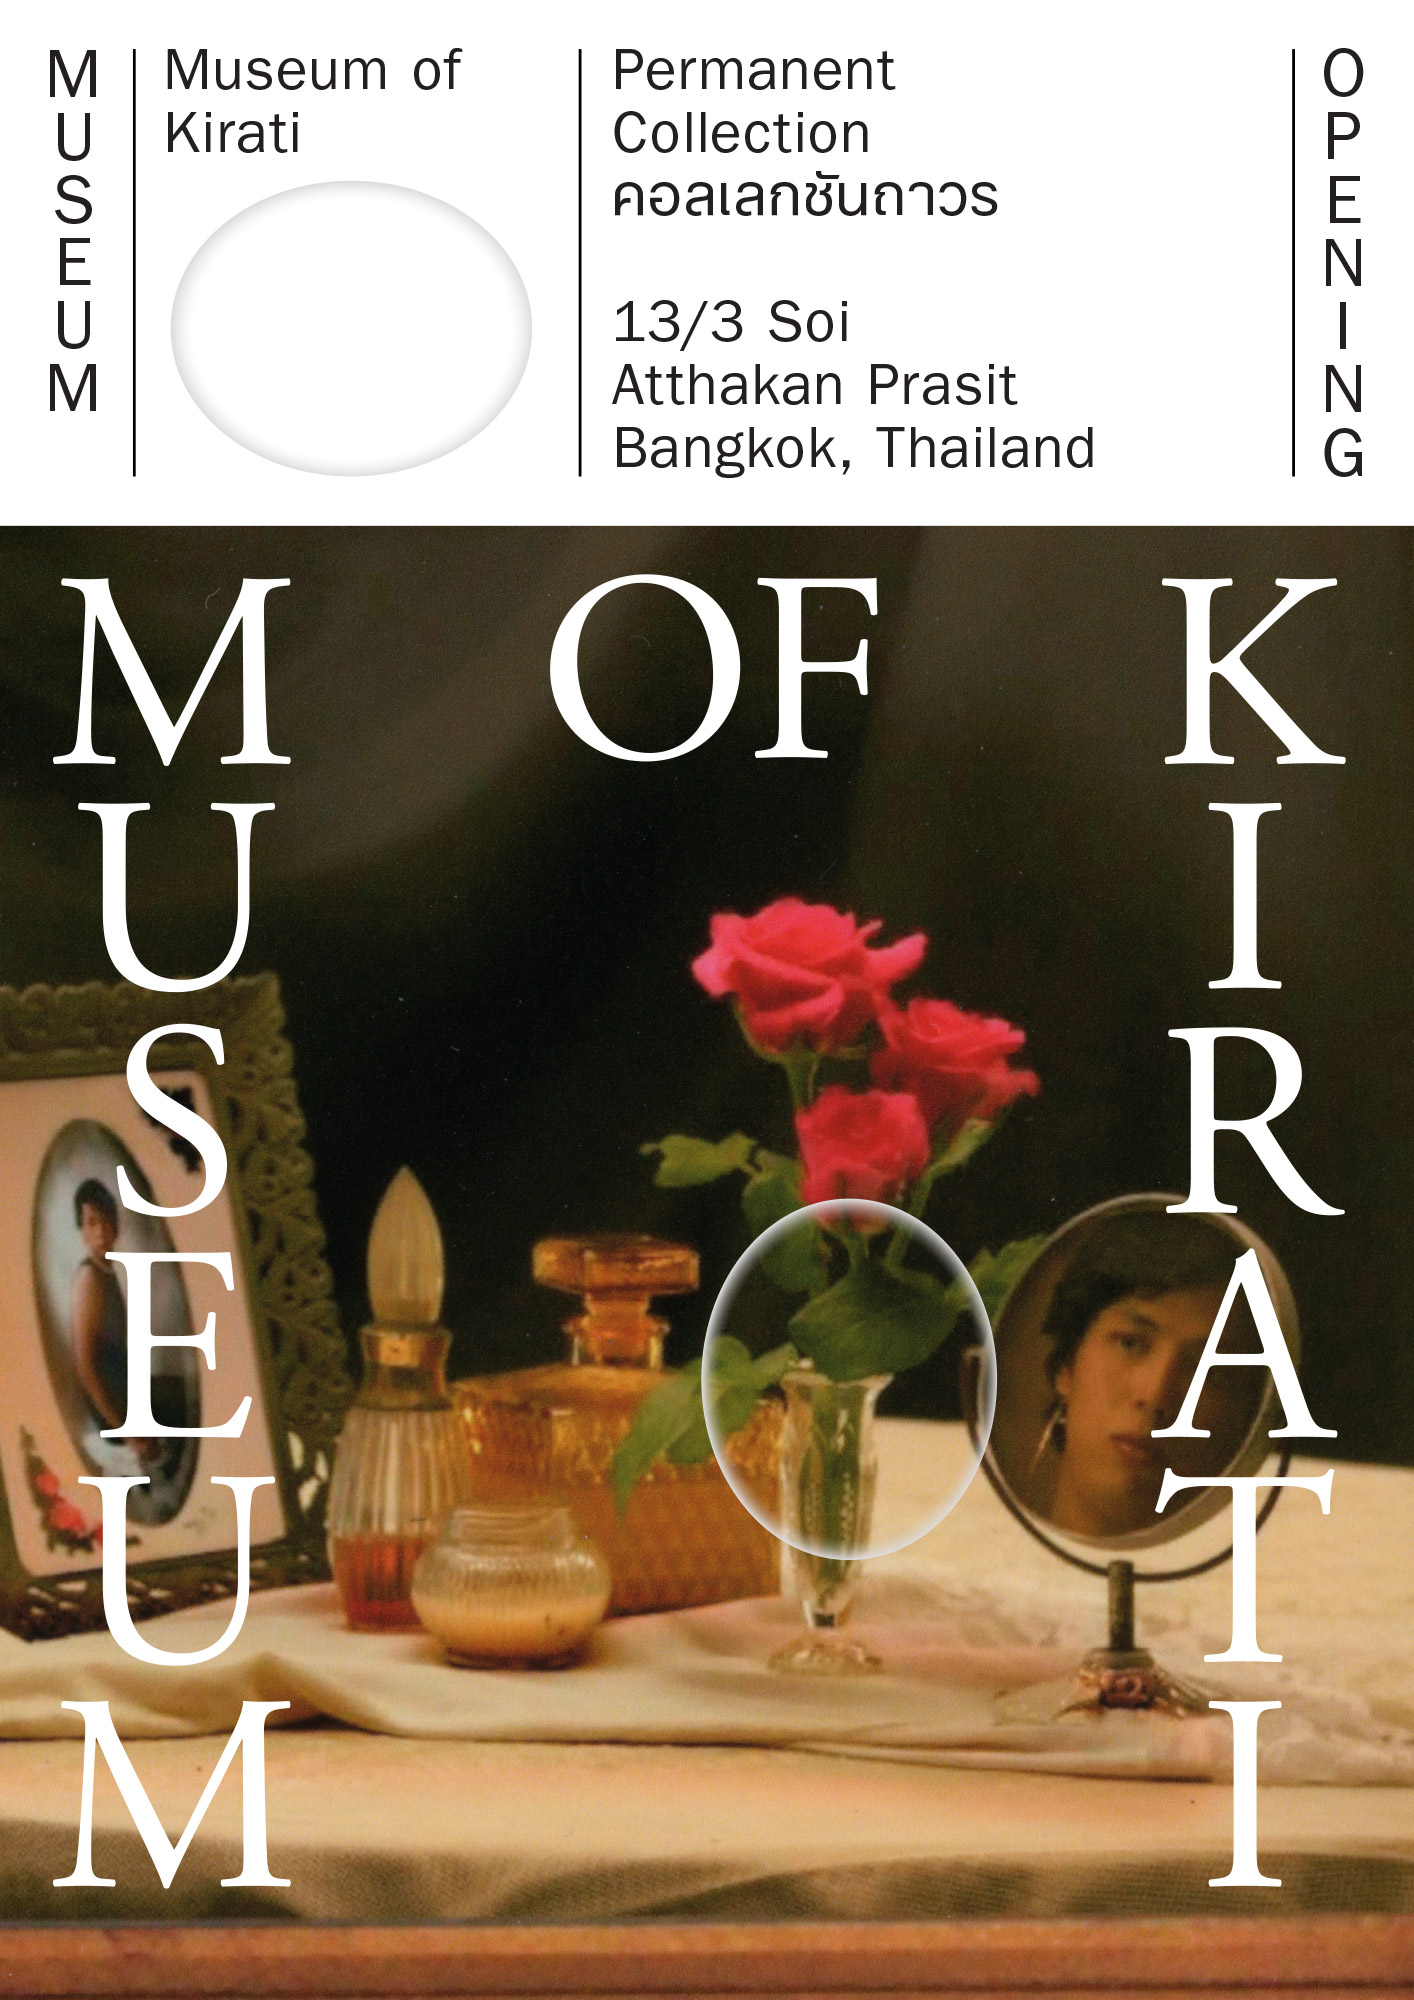 MUSEUM
Museum of
Kirati
Permanent
Collection
คอลเลกชันถาวร
13/3 Soi
Atthakan Prasit
Bangkok, Thailand
OPENING
MUSEUM
OF
KIRATI